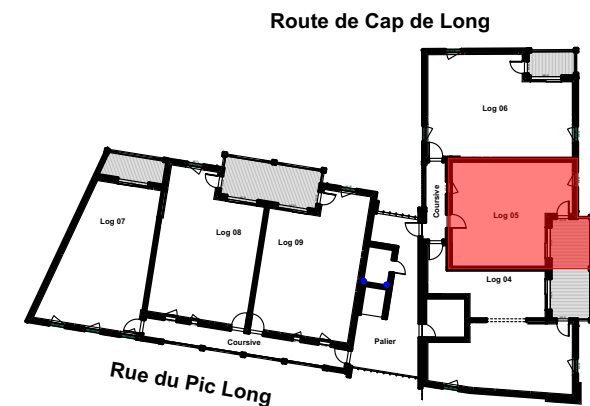 Route de Cap de Long
Log 06
Coursive
Log 05
Log 07
Log 08
Log 09
Log 04
Coursive
Palier
Rue du Pic Long